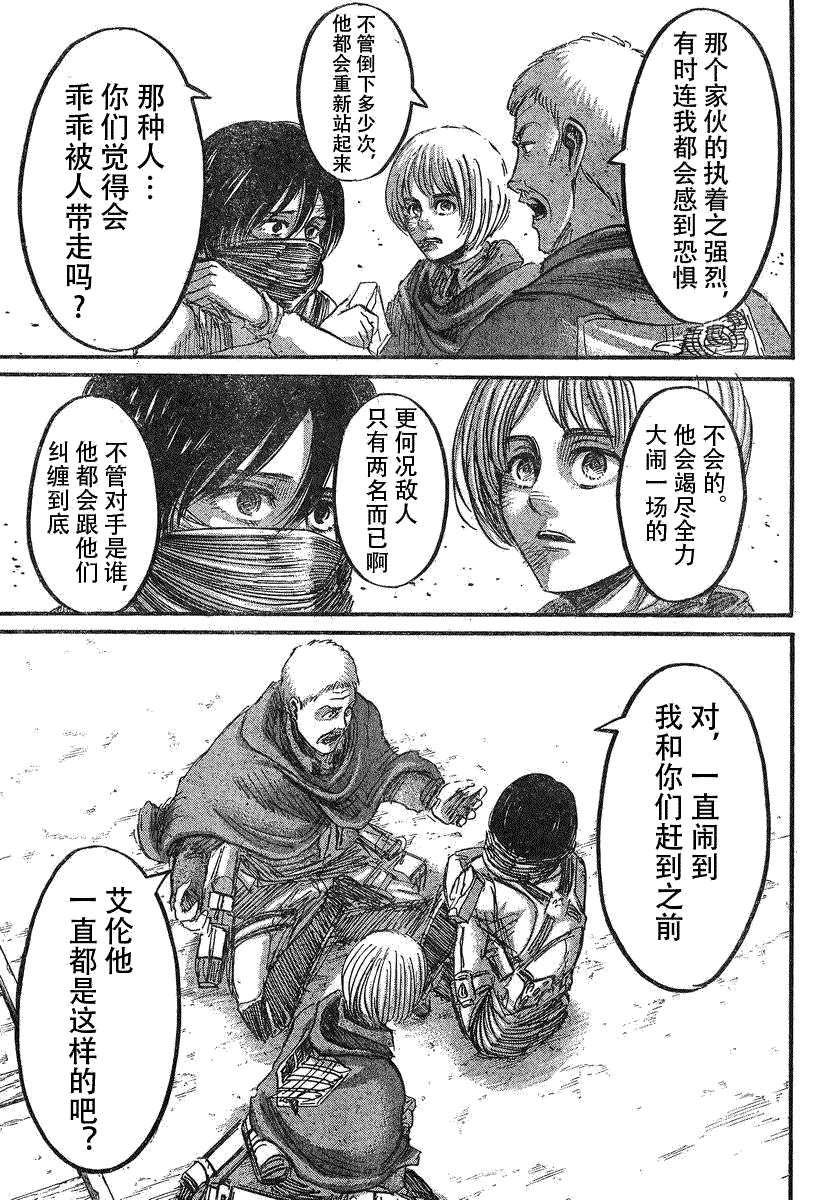 那个家伙的执着之强烈,
有时连我都会感到恐惧
不管倒下多少次,
他都会重新站起来
那种人…
你们觉得会
乖乖被人带走吗?
不会的。
他会竭尽全力
大闹一场的
更何况敌人
只有两名而已啊
不管对手是谁,
他都会跟他们
纠缠到底
对,一直闹到
我和你们赶到之前
艾伦他
一直都是这样的吧?